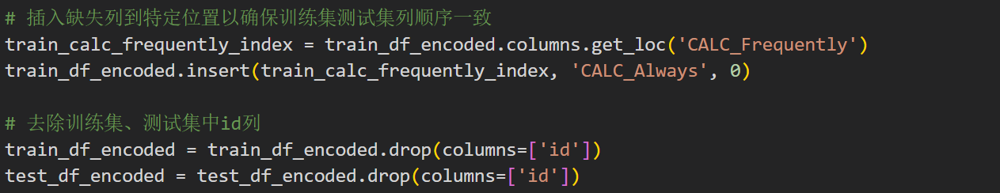 # 插入缺失列到特定位置以确保训练集测试集列顺序一致
train_calc_frequently_index = train_df_encoded.columns.get_loc('CALC_Frequently')
train_df_encoded.insert(train_calc_frequently_index, 'CALC_Always', 0)
# 去除训练集、测试集中id列
train_df_encoded = train_df_encoded.drop(columns=['id'])
test_df_encoded = test_df_encoded.drop(columns=['id'])